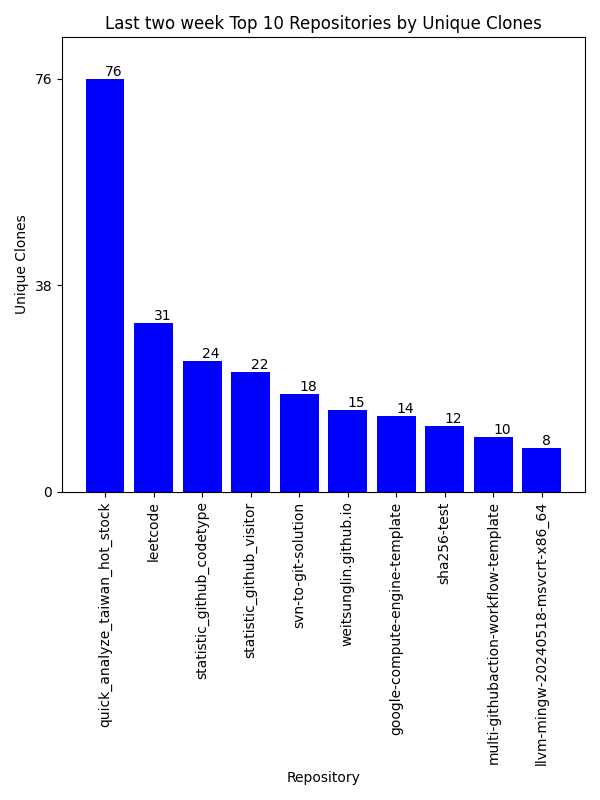 Last two week Top 10 Repositories by Unique Clones
Unique Clones
76
38
0
76
31
24
22
18
15
14
12
10
8
quick_analyze_taiwan_hot_stock
leetcode
statistic_github_codetype
statistic_github_visitor
svn-to-git-solution
weitsunglin.github.io
google-compute-engine-template
sha256-test
multi-githubaction-workflow-template
llvm-mingw-20240518-msvcrt-x86_64
Repository